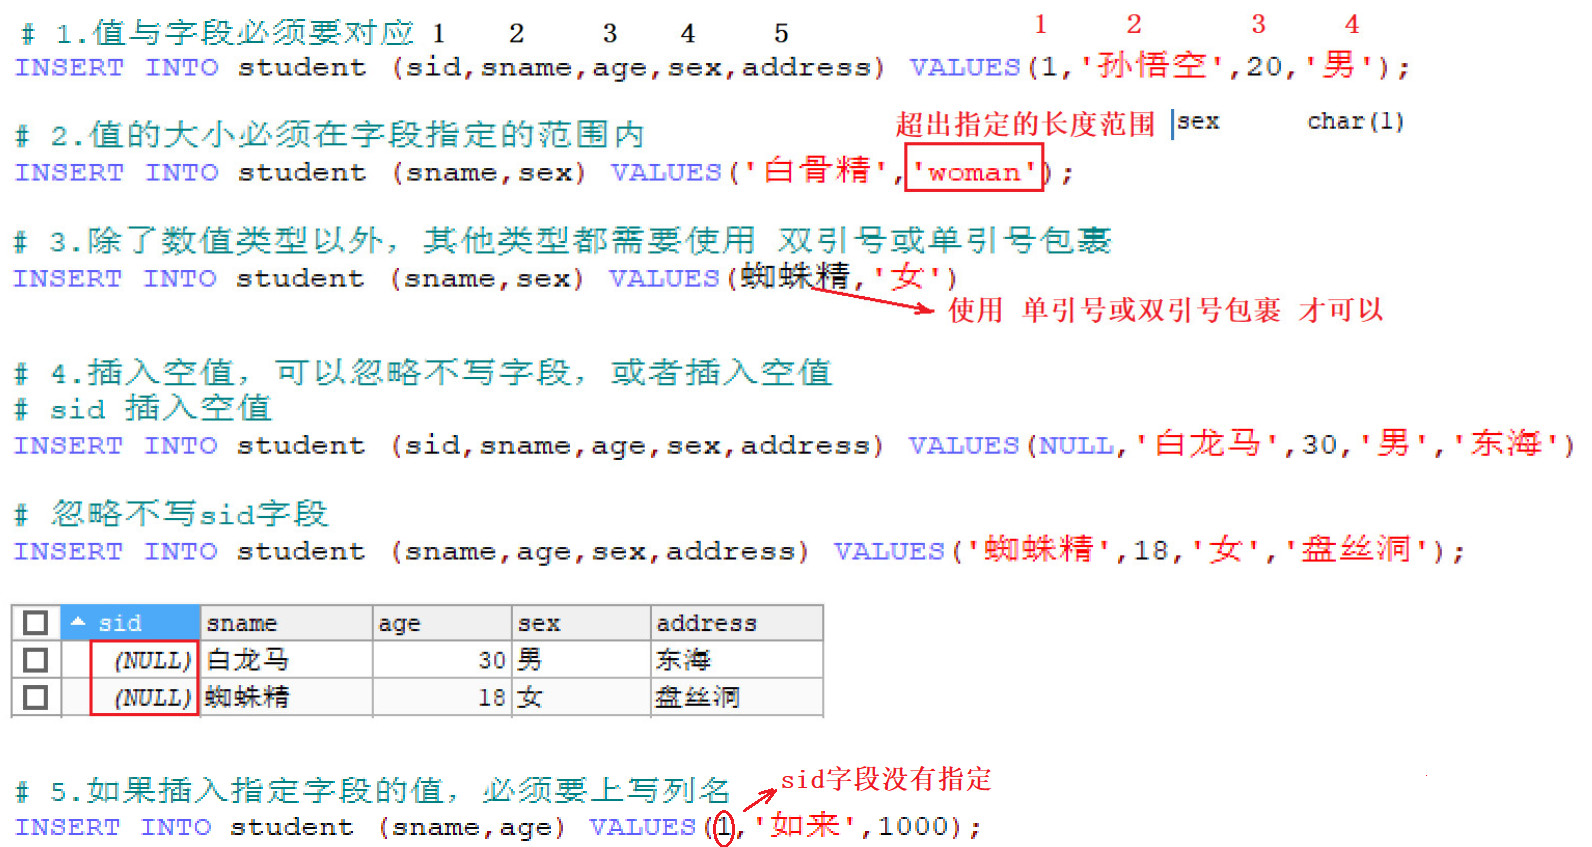 # 1.值与字段必须要对应 1 2 3 4 5 1 2 3 4
INSERT INTO student (sid,sname,age,sex,address) VALUES(1,'孙悟空',20,'男');
# 2.值的大小必须在字段指定的范围内 超出指定的长度范围 sex char(1)
INSERT INTO student (sname,sex) VALUES('白骨精','woman');
# 3.除了数值类型以外，其他类型都需要使用 双引号或单引号包裹
INSERT INTO student (sname,sex) VALUES(蜘蛛精,'女')
使用 单引号或双引号包裹 才可以
# 4.插入空值，可以忽略不写字段，或者插入空值
# sid 插入空值
INSERT INTO student (sid,sname,age,sex,address) VALUES(NULL,'白龙马',30,'男','东海')
# 忽略不写sid字段
INSERT INTO student (sname,age,sex,address) VALUES('蜘蛛精',18,'女','盘丝洞');
sid sname age sex address
(NULL) 白龙马 30 男 东海
(NULL) 蜘蛛精 18 女 盘丝洞
sid字段没有指定
# 5.如果插入指定字段的值，必须要上写列名
INSERT INTO student (sname,age) VALUES(1,'如来',1000);